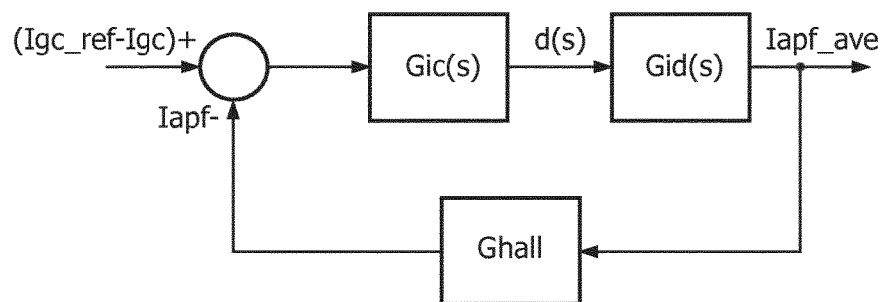 (Igc_ref-Igc)+
Gic(s)
d(s)
Gid(s)
Iapf_ave
Iapf-
Ghall